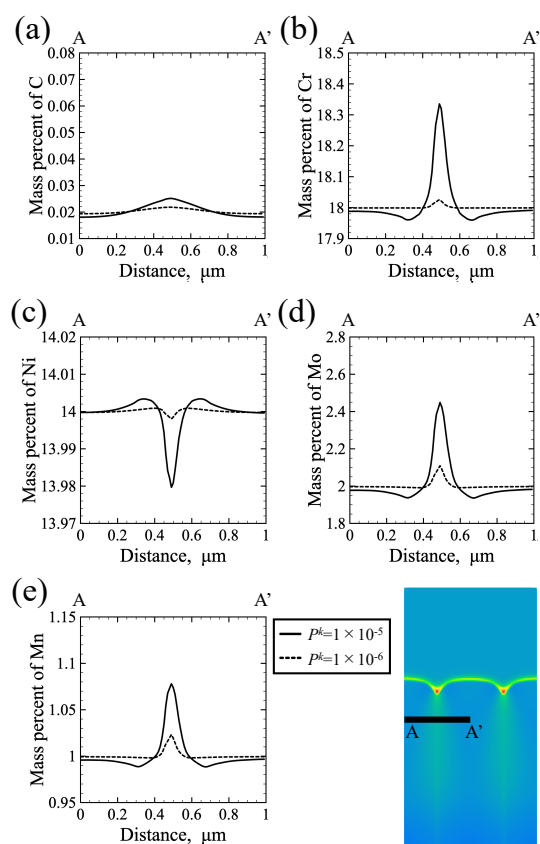 (a)
A A’
Mass percent of C
0.08
0.07
0.06
0.05
0.04
0.03
0.02
0.01
0 0.2 0.4 0.6 0.8 1
Distance, μm
(b)
A A’
Mass percent of Cr
18.5
18.4
18.3
18.2
18.1
18
17.9
0 0.2 0.4 0.6 0.8 1
Distance, μm
(c)
A A’
Mass percent of Ni
14.02
14.01
14
13.99
13.98
13.97
0 0.2 0.4 0.6 0.8 1
Distance, μm
(d)
A A’
Mass percent of Mo
2.8
2.6
2.4
2.2
2
1.8
0 0.2 0.4 0.6 0.8 1
Distance, μm
(e)
A A’
Mass percent of Mn
1.15
1.10
1.05
1
0.95
0 0.2 0.4 0.6 0.8 1
Distance, μm
Pᵏ=1×10⁻⁵
Pᵏ=1×10⁻⁶
A A’